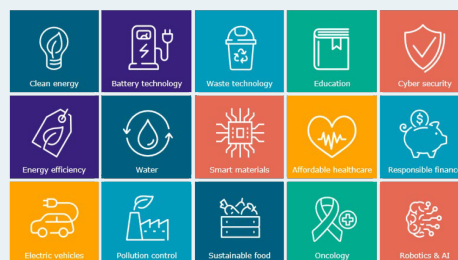 Clean energy
Battery technology
Waste technology
Education
Cyber security
Energy efficiency
Water
Smart materials
Affordable healthcare
Responsible finance
Electric vehicles
Pollution control
Sustainable food
Oncology
Robotics & AI